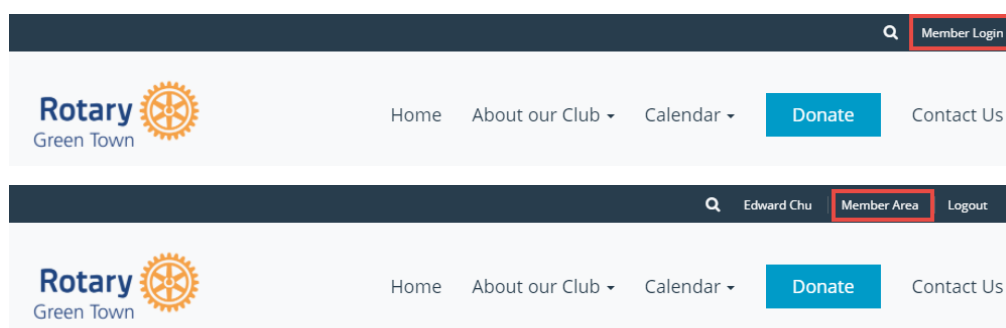 Member Login
Rotary
Green Town
Home About our Club Calendar Donate Contact Us
Edward Chu Member Area Logout
Rotary
Green Town
Home About our Club Calendar Donate Contact Us